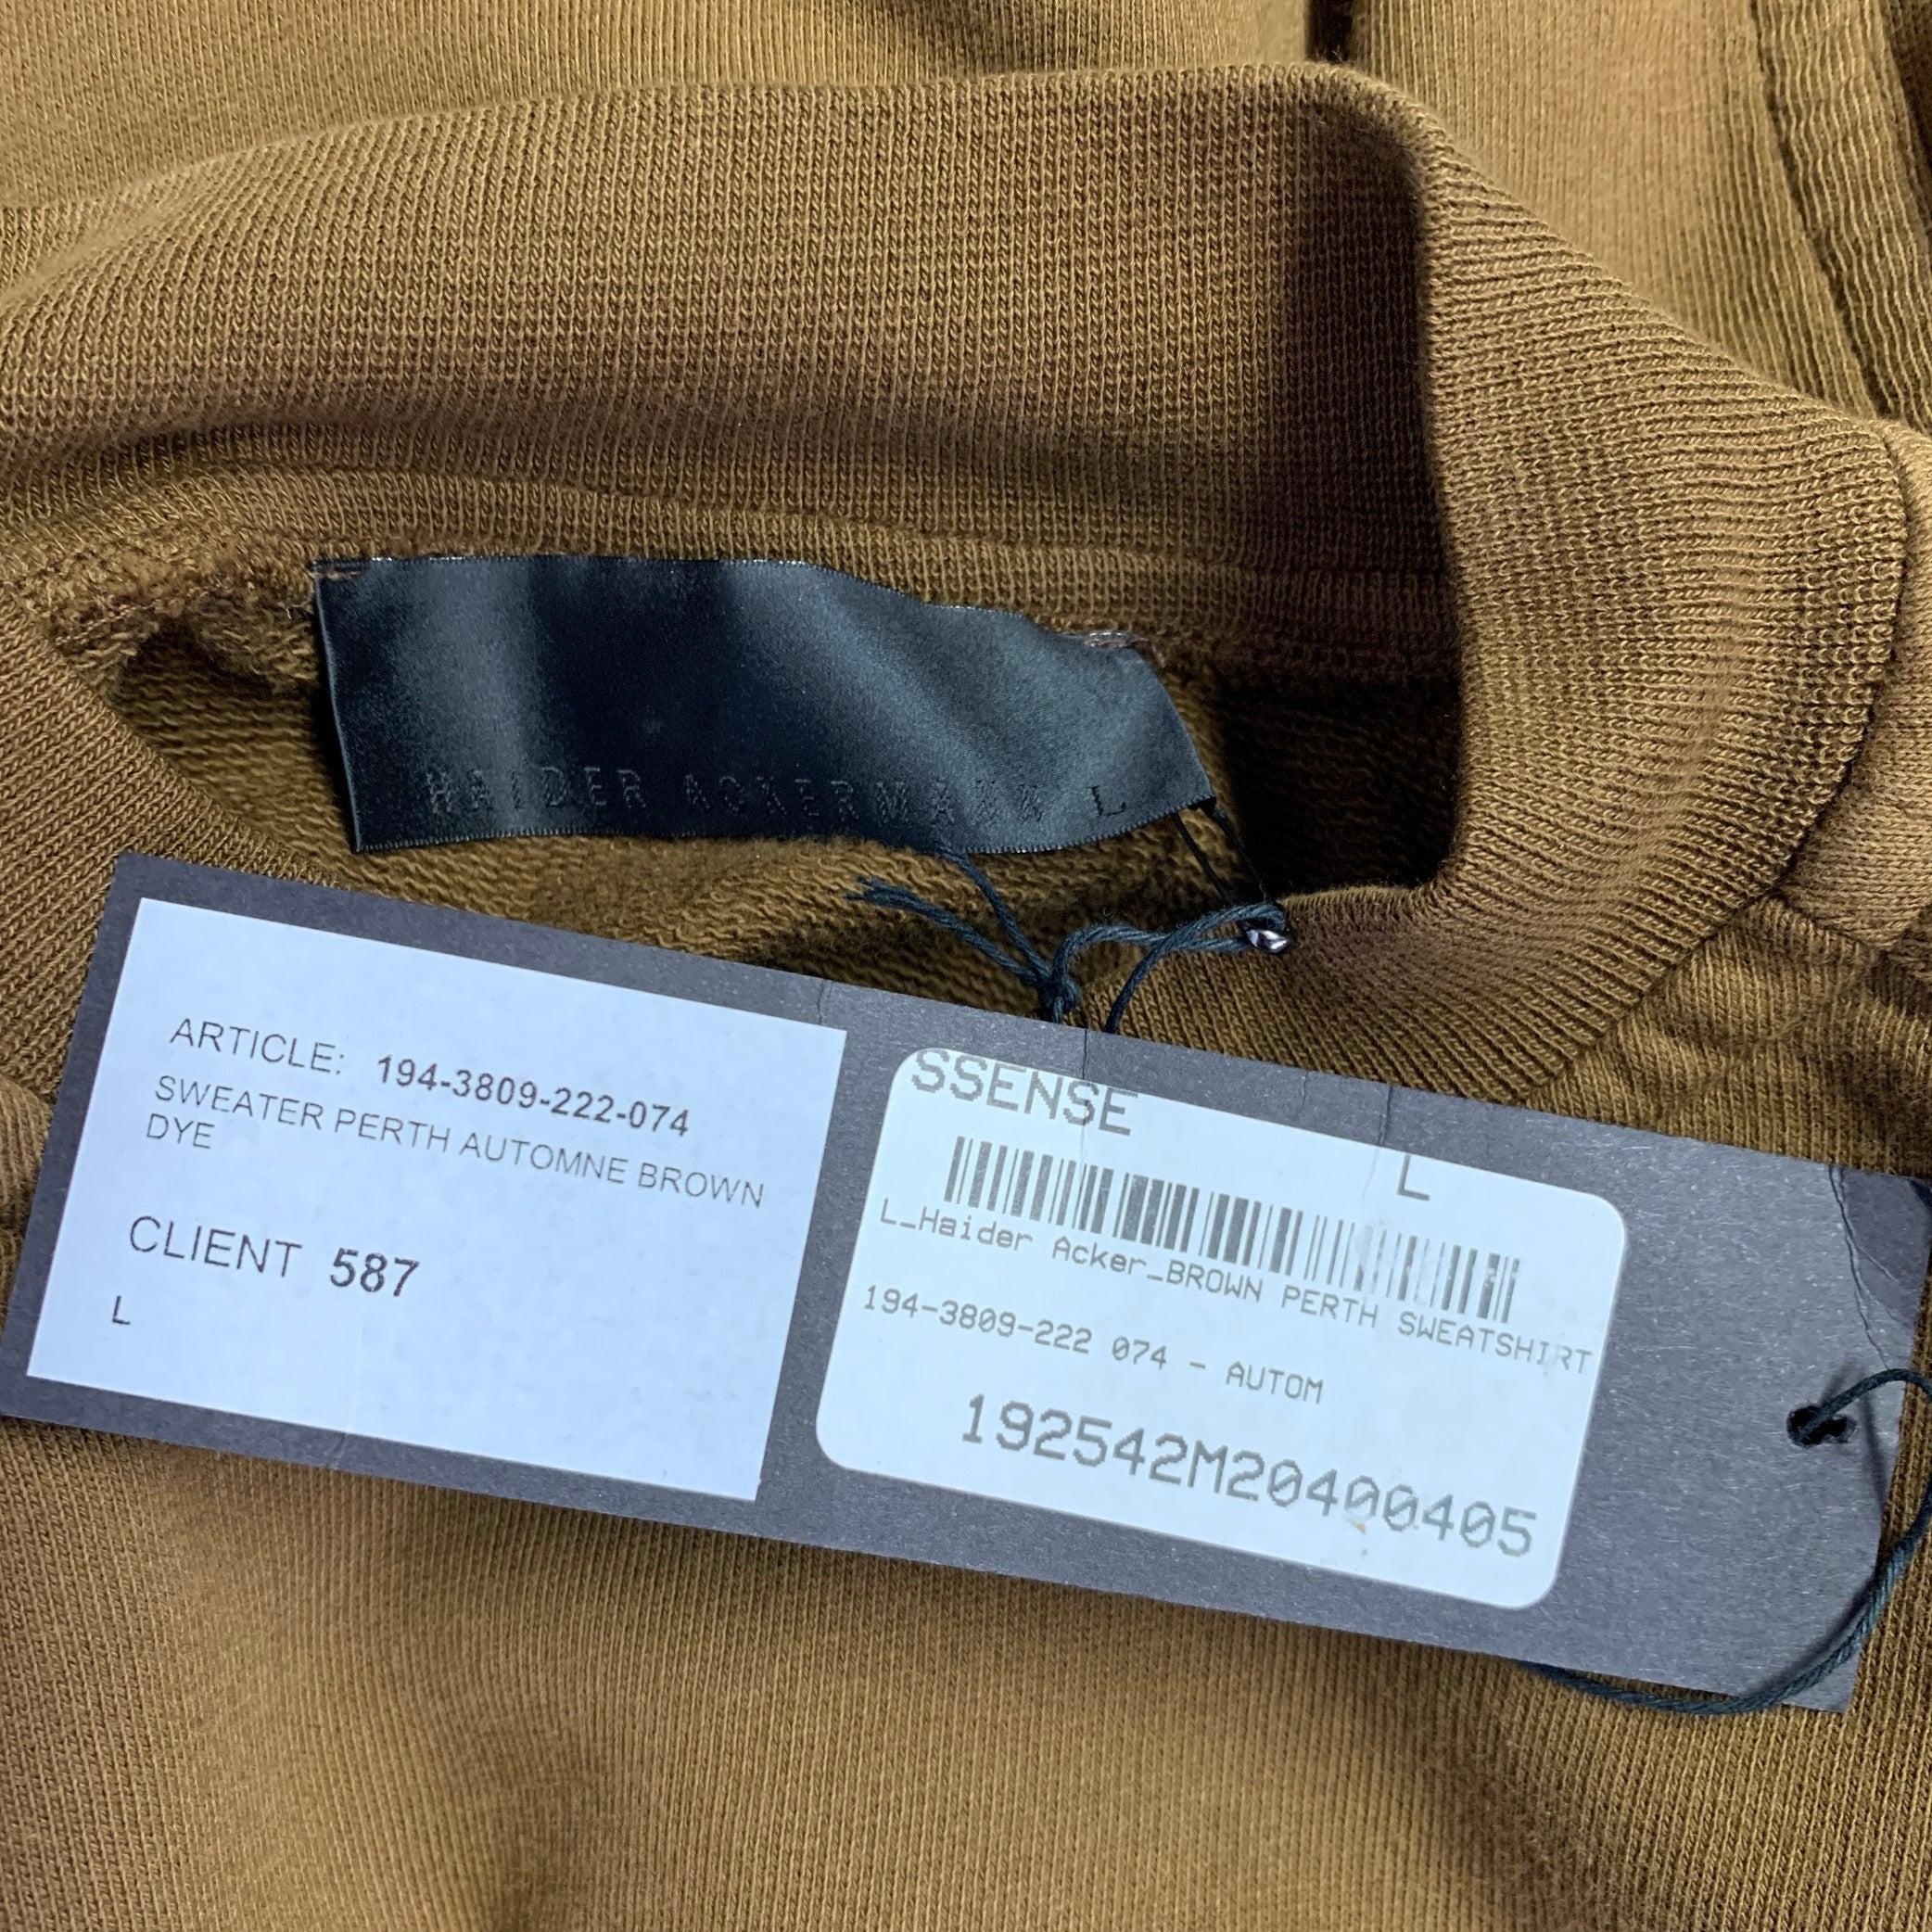 HAIDER ACKERMANN L
ARTICLE: 194-3809-222-074
SWEATER PERTH AUTOMNE BROWN
DYE
CLIENT 587
L
SSENSE
L
L_Haider Acker_BROWN PERTH SWEATSHIRT
194-3809-222 074 - AUTOM
192542M20400405